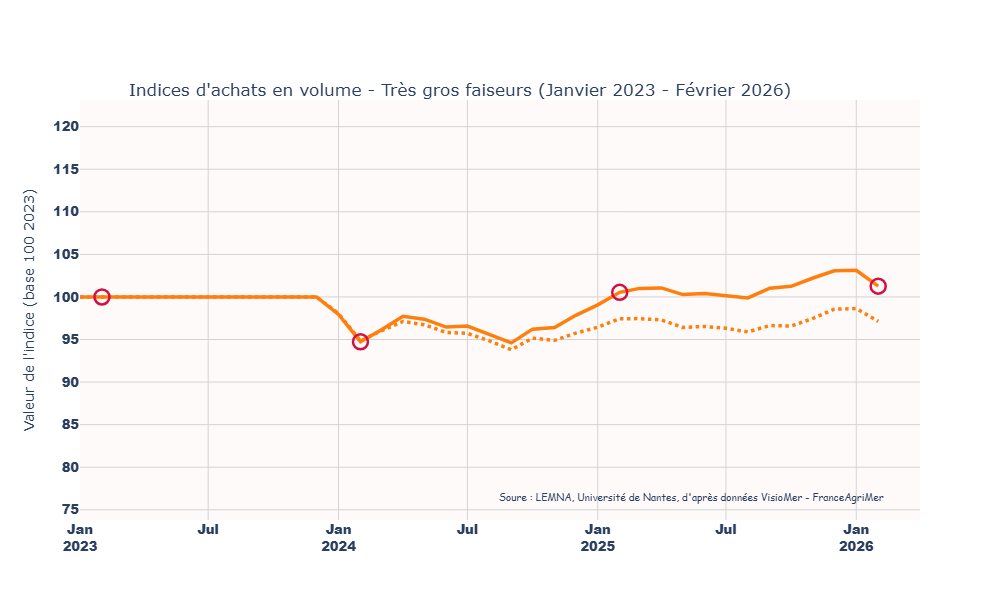 Indices d'achats en volume - Très gros faiseurs (Janvier 2023 - Février 2026)
Valeur de l'indice (base 100 2023)
120
115
110
105
100
95
90
85
80
75
Soure : LEMNA, Université de Nantes, d'après données VisioMer - FranceAgriMer
Jan Jul Jan Jul Jan Jul Jan
2023 2024 2025 2026